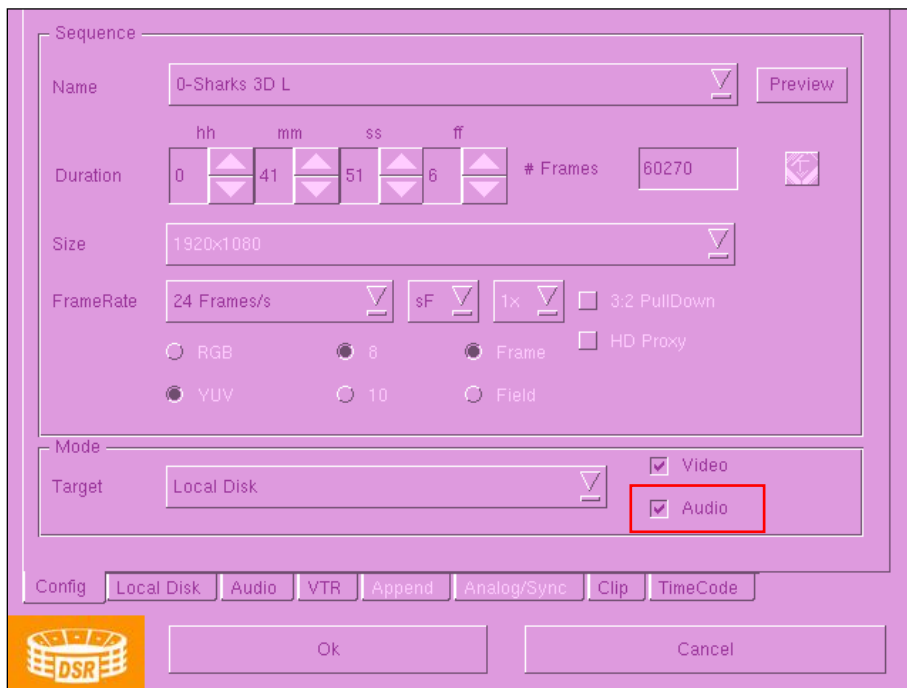 Sequence
Name 0-Sharks 3D L Preview
hh mm ss ff
Duration 0 41 51 6 # Frames 60270
Size 1920x1080
FrameRate 24 Frames/s sF 1x 3:2 PullDown
HD Proxy
RGB 8 Frame
YUV 10 Field
Mode
Video
Target Local Disk
Audio
Config Local Disk Audio VTR Append Analog/Sync Clip TimeCode
DSR Ok Cancel